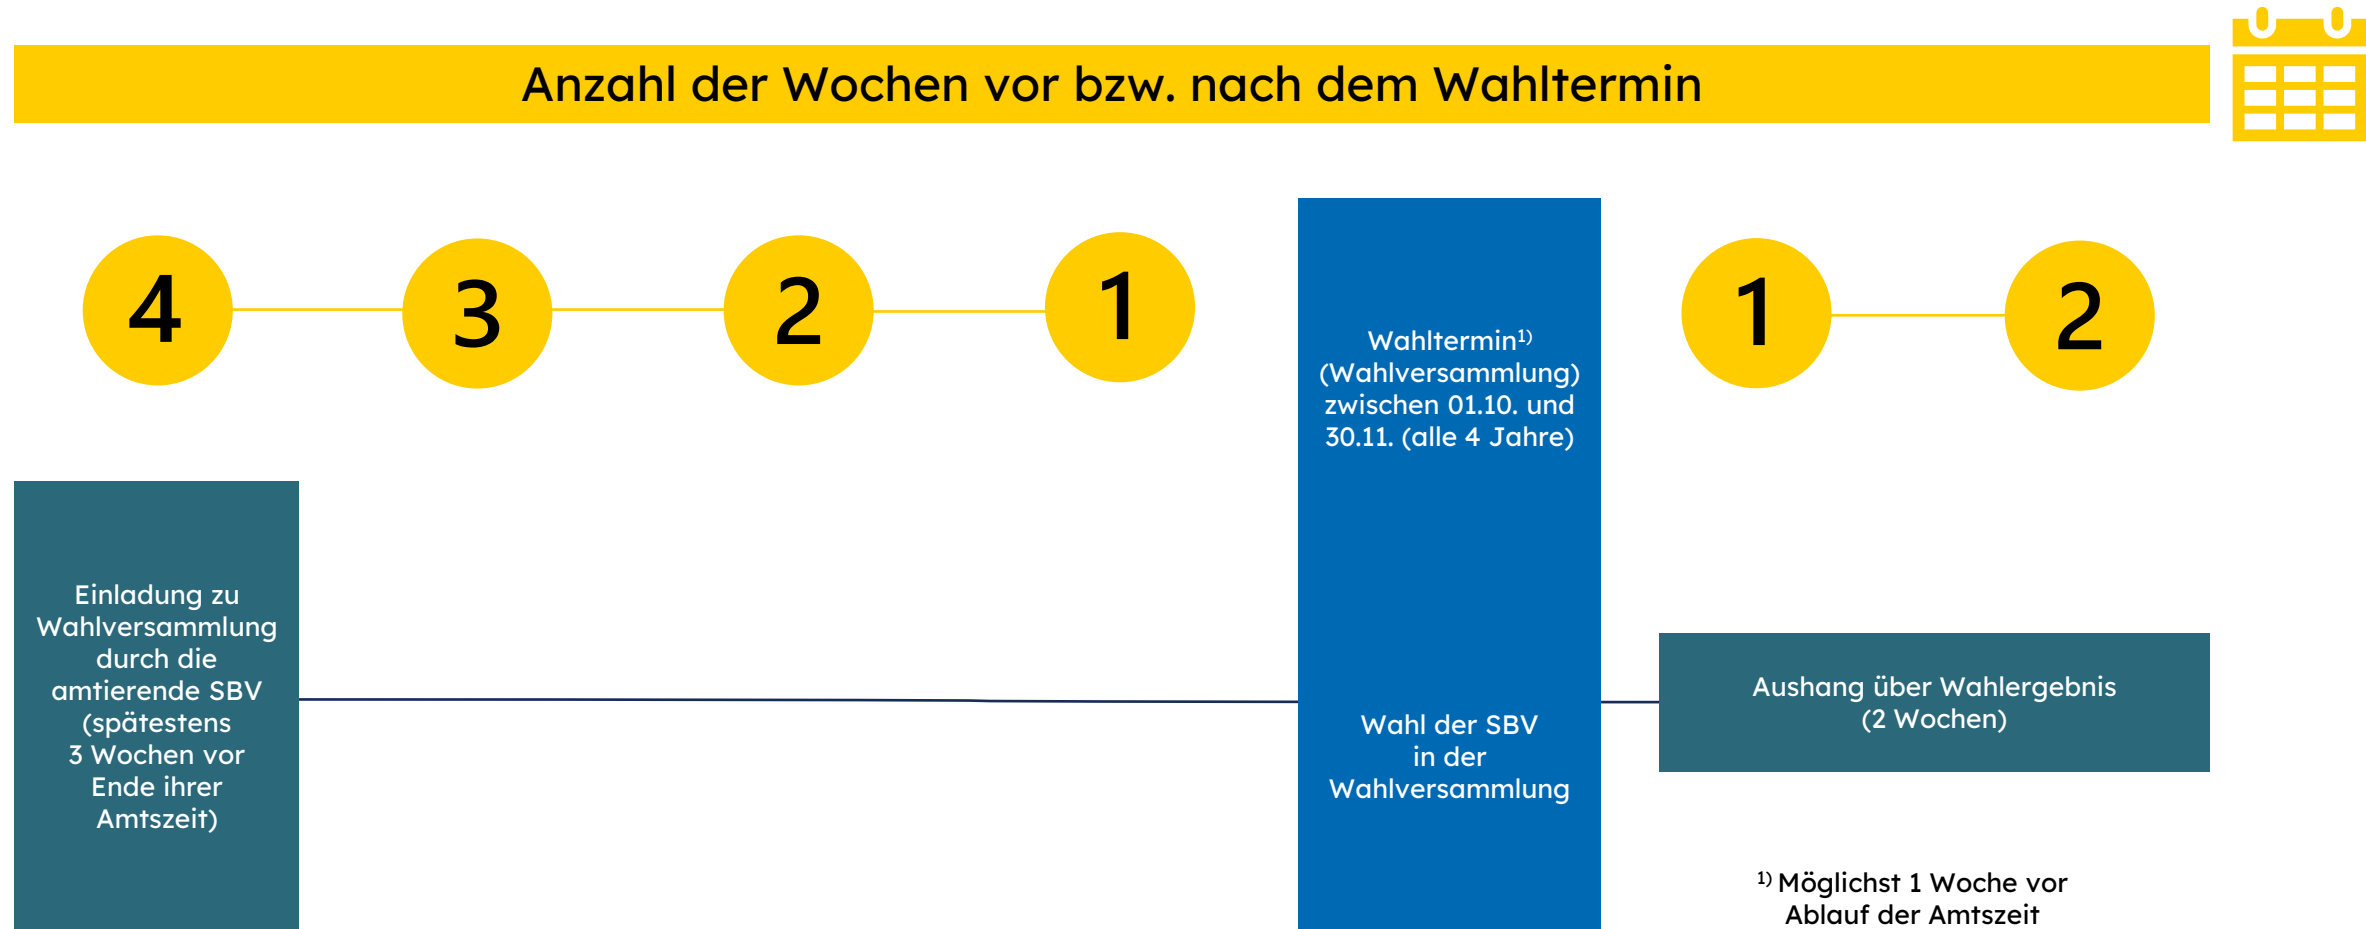 Anzahl der Wochen vor bzw. nach dem Wahltermin
4
3
2
1
1
2
Wahltermin¹⁾
(Wahlversammlung)
zwischen 01.10. und
30.11. (alle 4 Jahre)
Einladung zu
Wahlversammlung
durch die
amtierende SBV
(spätestens
3 Wochen vor
Ende ihrer
Amtszeit)
Wahl der SBV
in der
Wahlversammlung
Aushang über Wahlergebnis
(2 Wochen)
¹⁾ Möglichst 1 Woche vor
Ablauf der Amtszeit